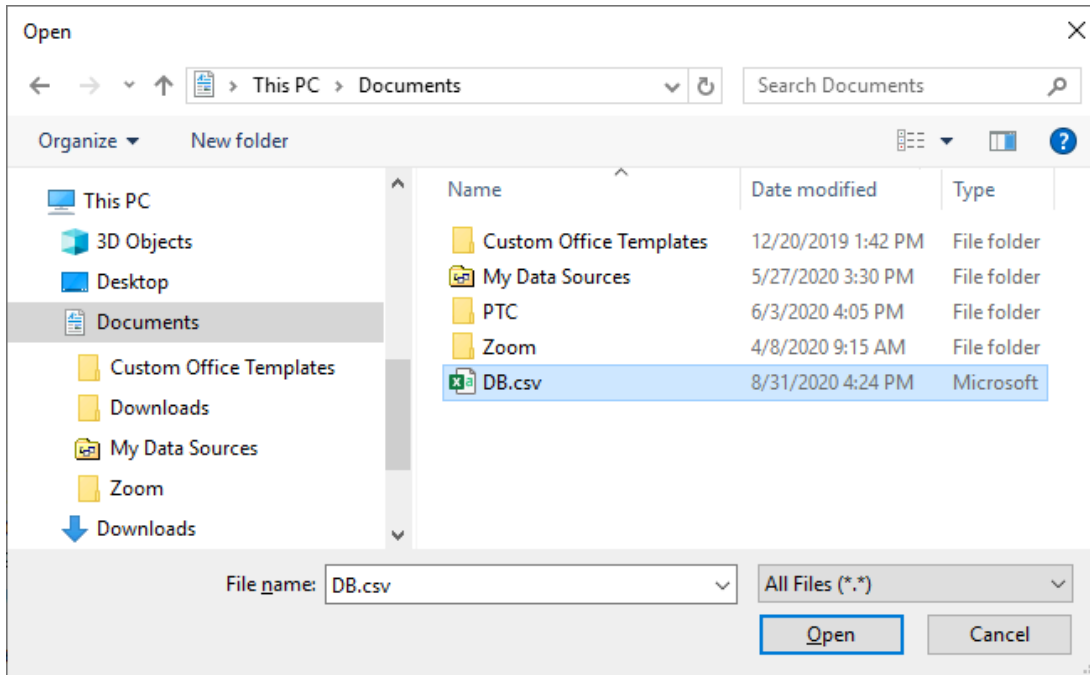 Open
This PC > Documents
Search Documents
Organize
New folder
?
This PC
3D Objects
Desktop
Documents
Custom Office Templates
Downloads
My Data Sources
Zoom
Downloads
Name Date modified Type
Custom Office Templates 12/20/2019 1:42 PM File folder
My Data Sources 5/27/2020 3:30 PM File folder
PTC 6/3/2020 4:05 PM File folder
Zoom 4/8/2020 9:15 AM File folder
DB.csv 8/31/2020 4:24 PM Microsoft
File name: DB.csv
All Files (*.*)
Open
Cancel